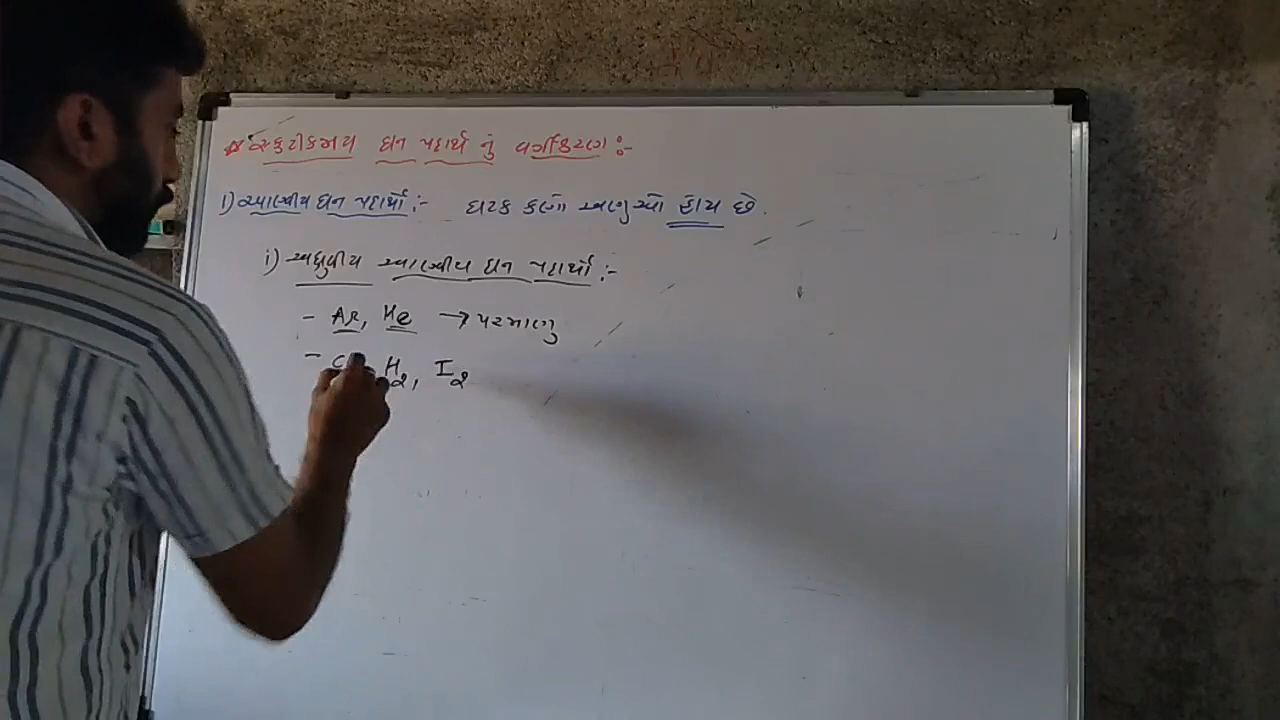 * સ્ફટીકમય ઘન પદાર્થ નું વર્ગીકરણ :-
1) આણ્વીય ઘન પદાર્થો :- ઘટક કણો અણુઓ હોય છે.
i) અધ્રુવીય આણ્વીય ઘન પદાર્થો :-
- Ar, He → પરમાણુ
- H2, I2